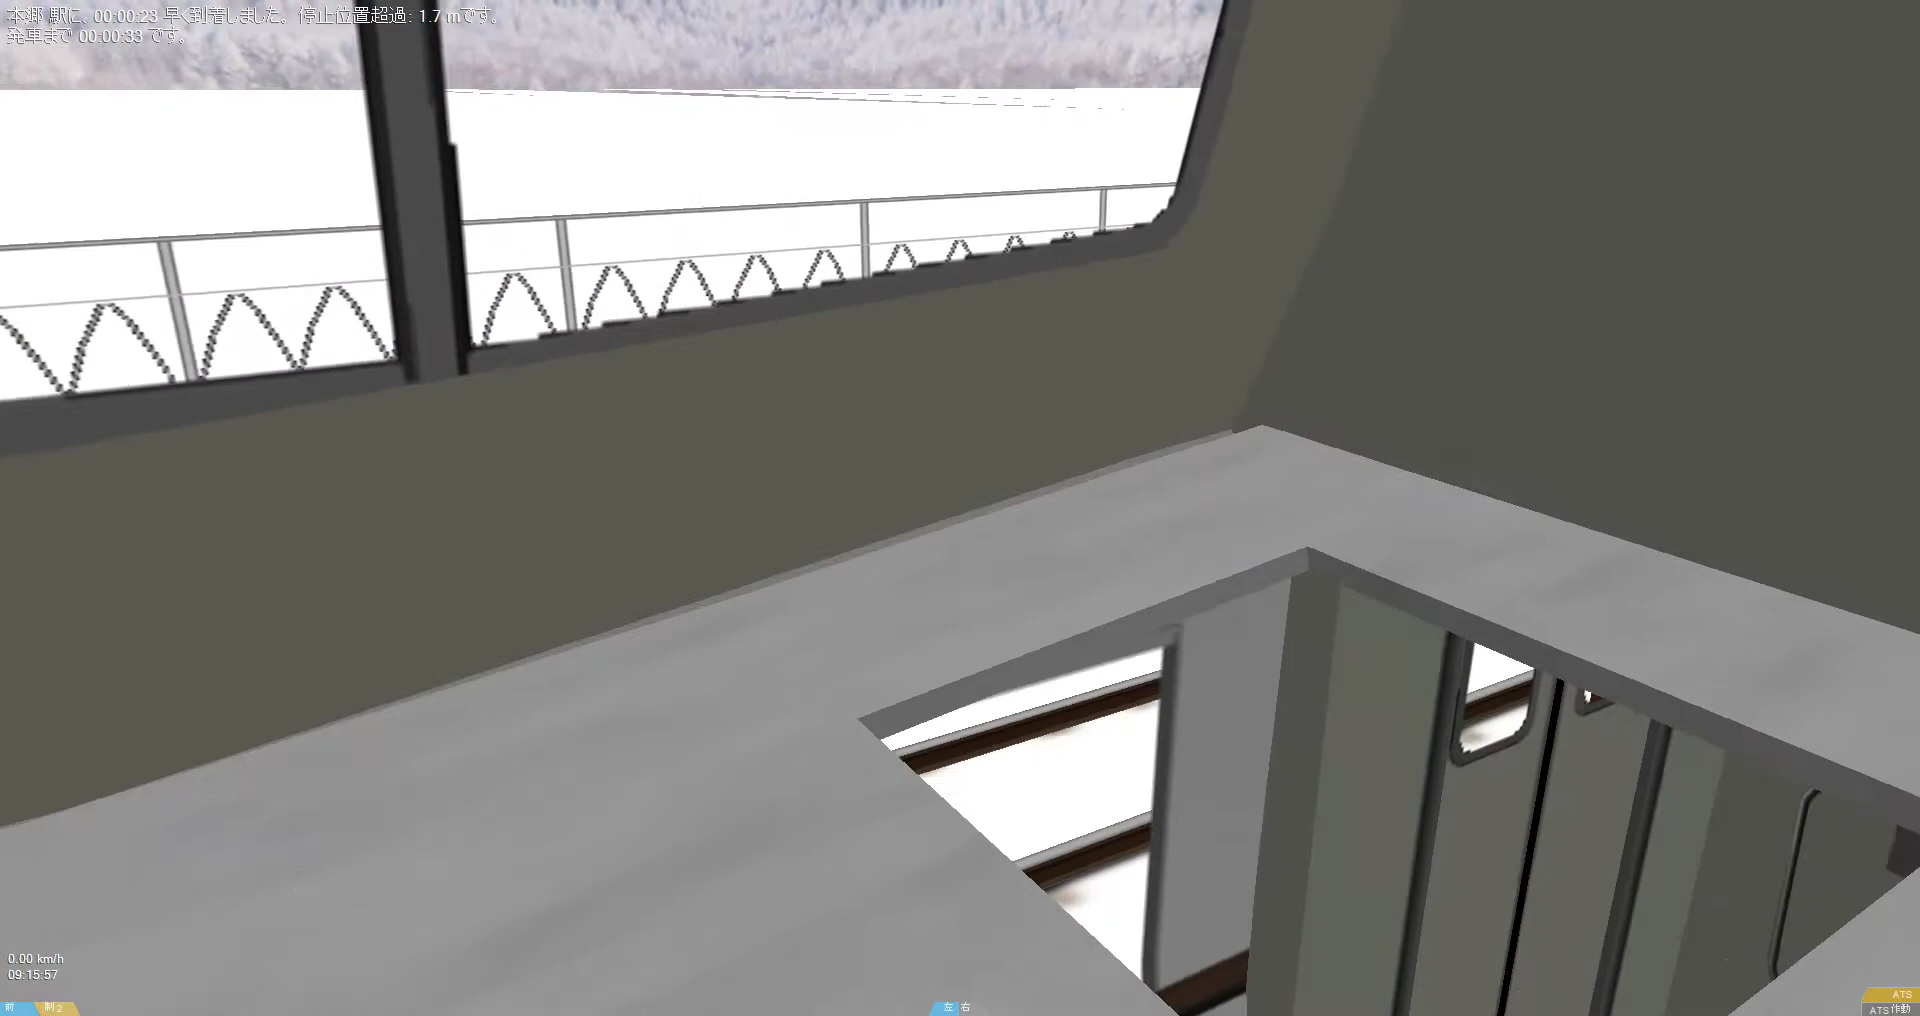 本郷 駅に、00:00:23 早く到着しました。停止位置超過: 1.7 mです。
発車まで 00:00:33 です。
0.00 km/h
09:15:57
前 制2 左 右
ATS
ATS作動